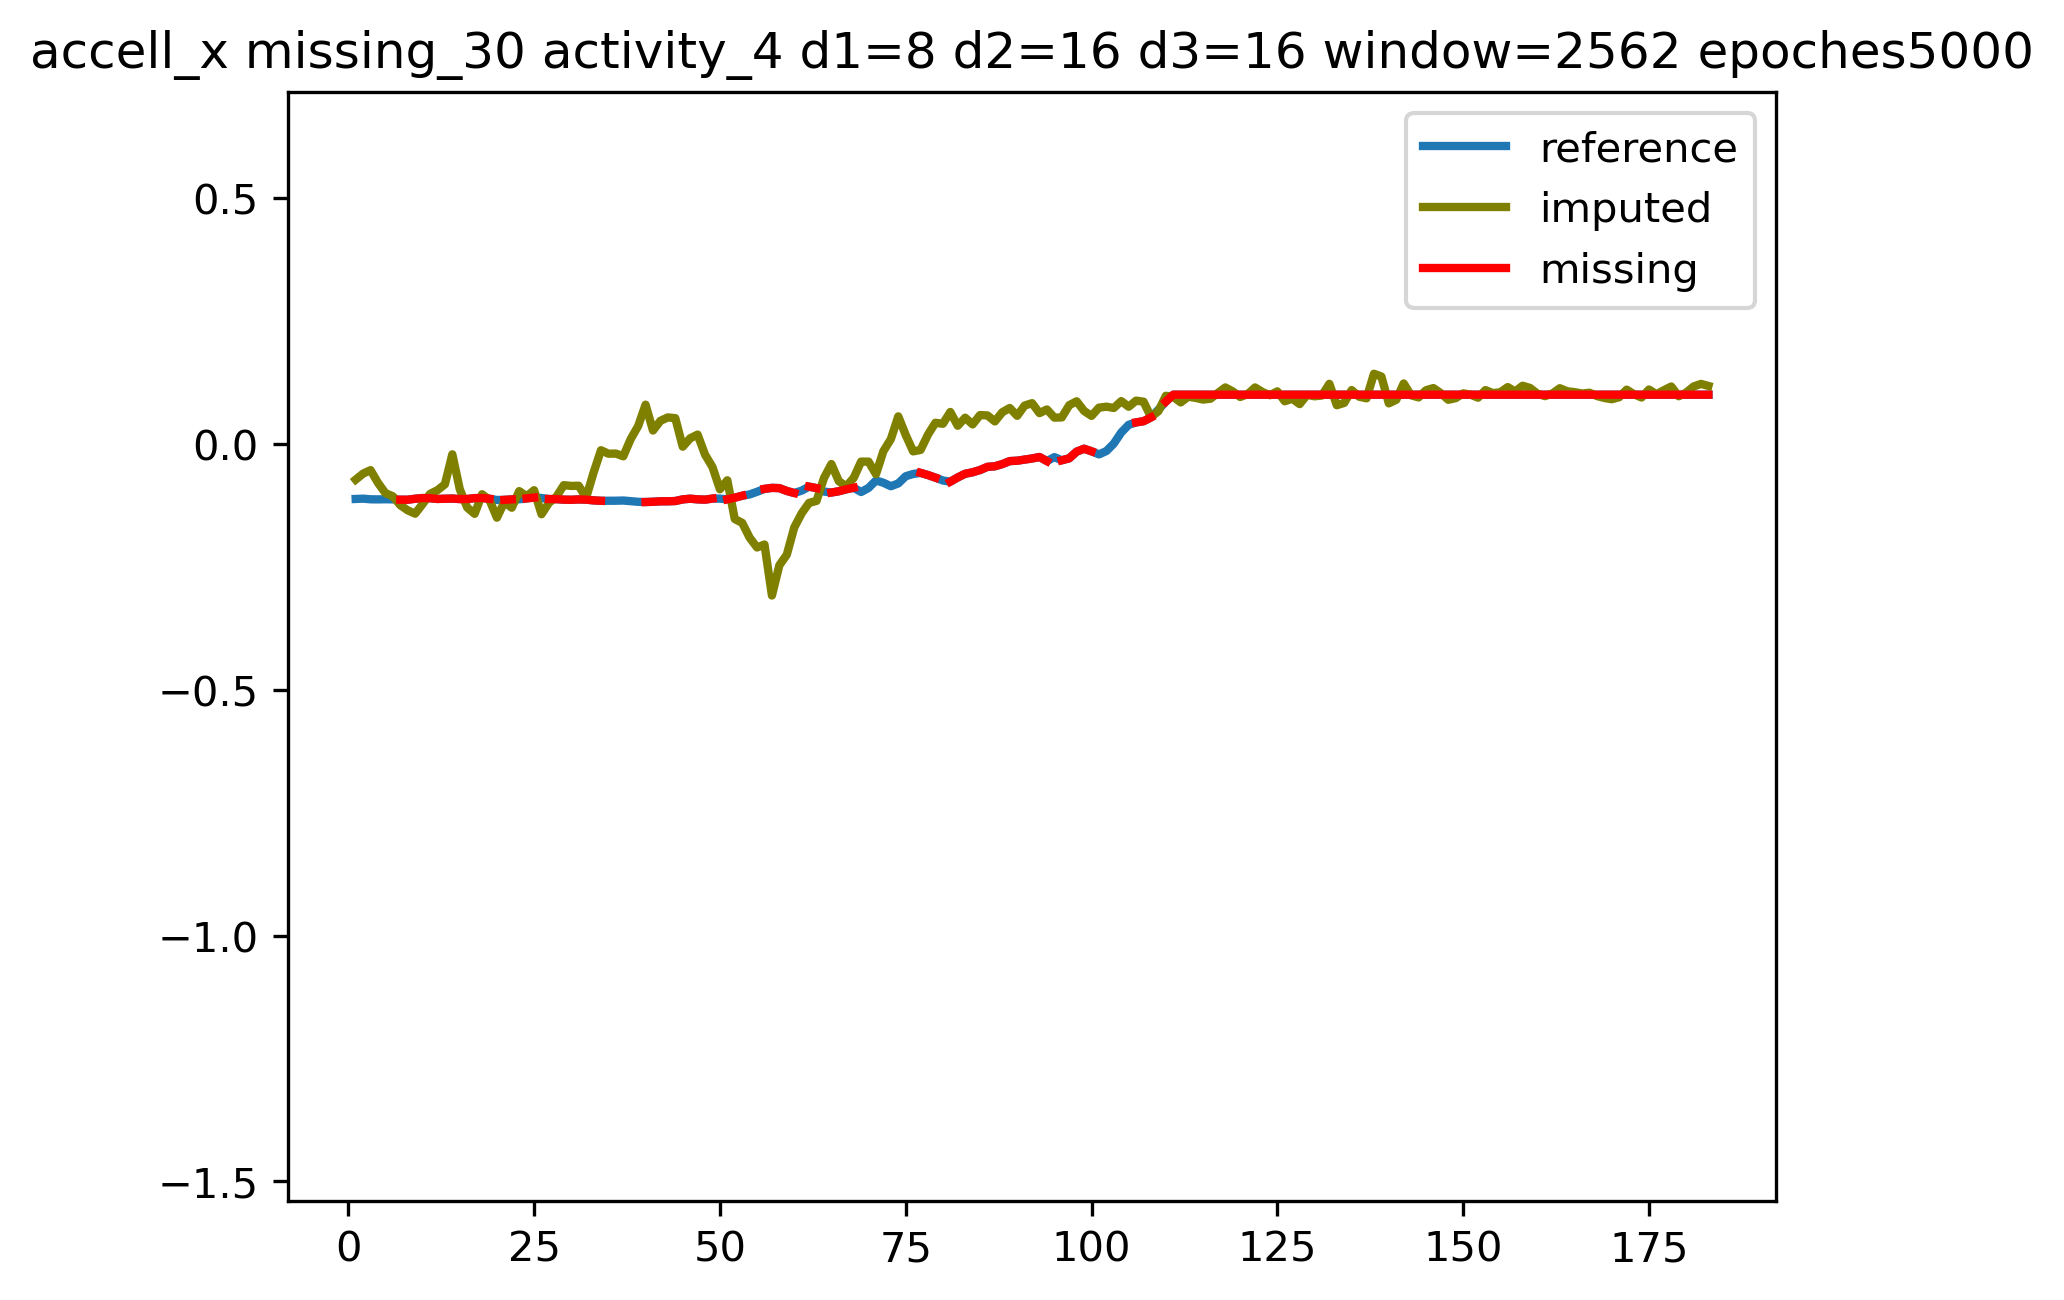 accell_x missing_30 activity_4 d1=8 d2=16 d3=16 window=2562 epoches5000
reference
imputed
missing
0.5
0.0
−0.5
−1.0
−1.5
0 25 50 75 100 125 150 175